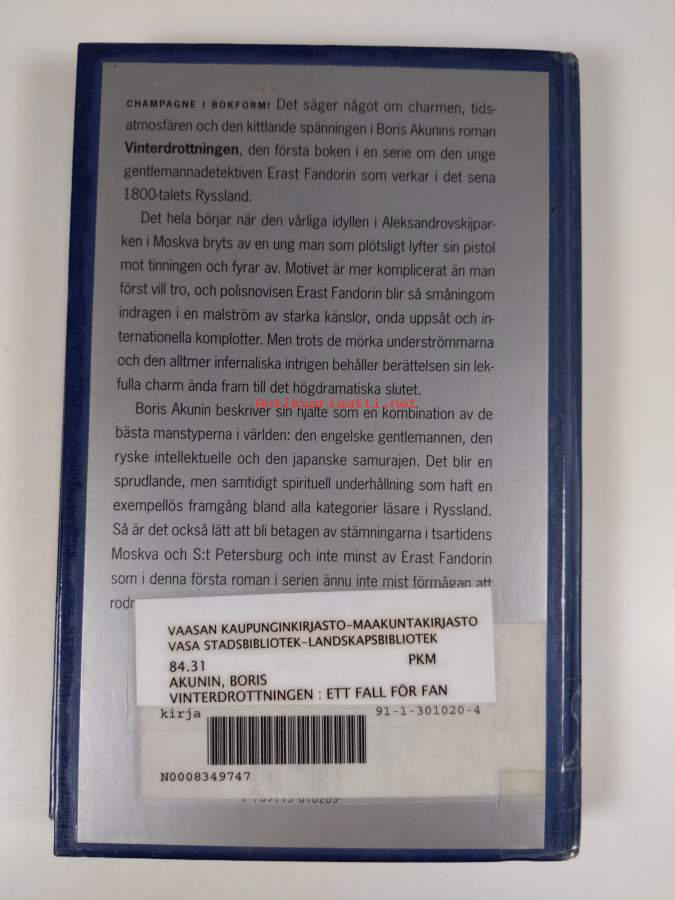 CHAMPAGNE I BOKFORM! Det säger något om charmen, tids-
atmosfären och den kittlande spänningen i Boris Akunins roman
Vinterdrottningen, den första boken i en serie om den unge
gentlemannadetektiven Erast Fandorin som verkar i det sena
1800-talets Ryssland.
Det hela börjar när den vårliga idyllen i Aleksandrovskijpar-
ken i Moskva bryts av en ung man som plötsligt lyfter sin pistol
mot tinningen och fyrar av. Motivet är mer komplicerat än man
först vill tro, och polisnovisen Erast Fandorin blir så småningom
indragen i en malström av starka känslor, onda uppsåt och in-
ternationella komplotter. Men trots de mörka underströmmarna
och den alltmer infernaliska intrigen behåller berättelsen sin lek-
fulla charm ända fram till det högdramatiska slutet.
Antikvariaatti.net
Boris Akunin beskriver sin hjälte som en kombination av de
bästa manstyperna i världen: den engelske gentlemannen, den
ryske intellektuelle och den japanske samurajen. Det blir en
sprudlande, men samtidigt spirituell underhållning som haft en
exempellös framgång bland alla kategorier läsare i Ryssland.
Så är det också lätt att bli betagen av stämningarna i tsartidens
Moskva och S:t Petersburg och inte minst av Erast Fandorin
som i denna första roman i serien ännu inte mist förmågan att
VAASAN KAUPUNGINKIRJASTO-MAAKUNTAKIRJASTO
VASA STADSBIBLIOTEK-LANDSKAPSBIBLIOTEK
84.31 PKM
AKUNIN, BORIS
VINTERDROTTNINGEN : ETT FALL FÖR FAN
kirja 91-1-301020-4
N0008349747